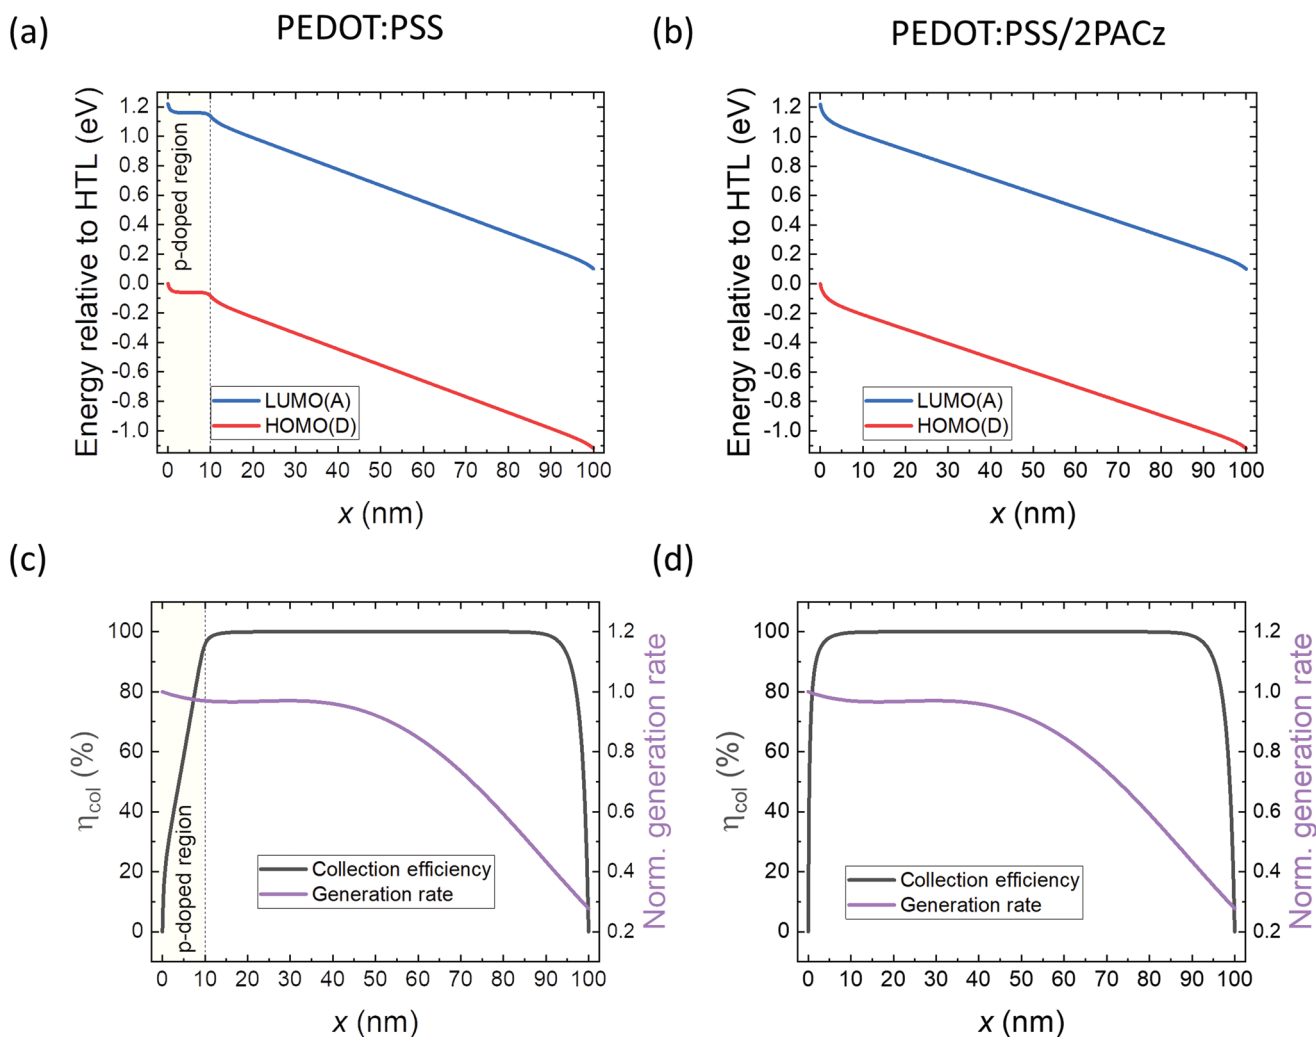 (a)
PEDOT:PSS
Energy relative to HTL (eV)
1.2
1.0
0.8
0.6
0.4
0.2
0.0
-0.2
-0.4
-0.6
-0.8
-1.0
p-doped region
LUMO(A)
HOMO(D)
0 10 20 30 40 50 60 70 80 90 100
x (nm)
(b)
PEDOT:PSS/2PACz
Energy relative to HTL (eV)
1.2
1.0
0.8
0.6
0.4
0.2
0.0
-0.2
-0.4
-0.6
-0.8
-1.0
LUMO(A)
HOMO(D)
0 10 20 30 40 50 60 70 80 90 100
x (nm)
(c)
ηcol (%)
100
80
60
40
20
0
p-doped region
Collection efficiency
Generation rate
1.2
1.0
0.8
0.6
0.4
0.2
Norm. generation rate
0 10 20 30 40 50 60 70 80 90 100
x (nm)
(d)
ηcol (%)
100
80
60
40
20
0
Collection efficiency
Generation rate
1.2
1.0
0.8
0.6
0.4
0.2
Norm. generation rate
0 10 20 30 40 50 60 70 80 90 100
x (nm)